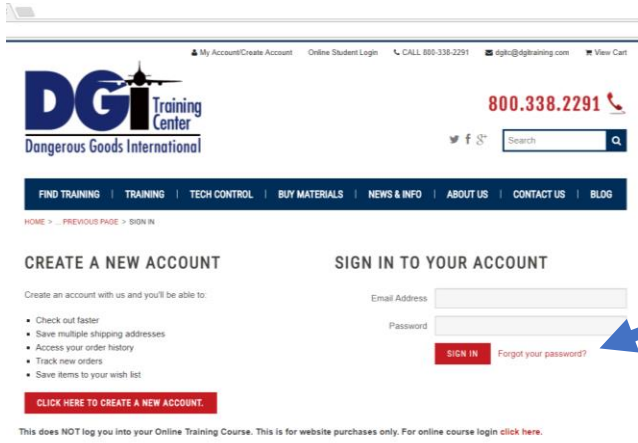 My Account/Create Account Online Student Login CALL 800-338-2291 dgitc@dgitraining.com View Cart
DGI Training Center
Dangerous Goods International
800.338.2291
Search
FIND TRAINING | TRAINING | TECH CONTROL | BUY MATERIALS | NEWS & INFO | ABOUT US | CONTACT US | BLOG
HOME > ... PREVIOUS PAGE > SIGN IN
CREATE A NEW ACCOUNT
Create an account with us and you'll be able to:
Check out faster
Save multiple shipping addresses
Access your order history
Track new orders
Save items to your wish list
CLICK HERE TO CREATE A NEW ACCOUNT.
SIGN IN TO YOUR ACCOUNT
Email Address
Password
SIGN IN Forgot your password?
This does NOT log you into your Online Training Course. This is for website purchases only. For online course login click here.